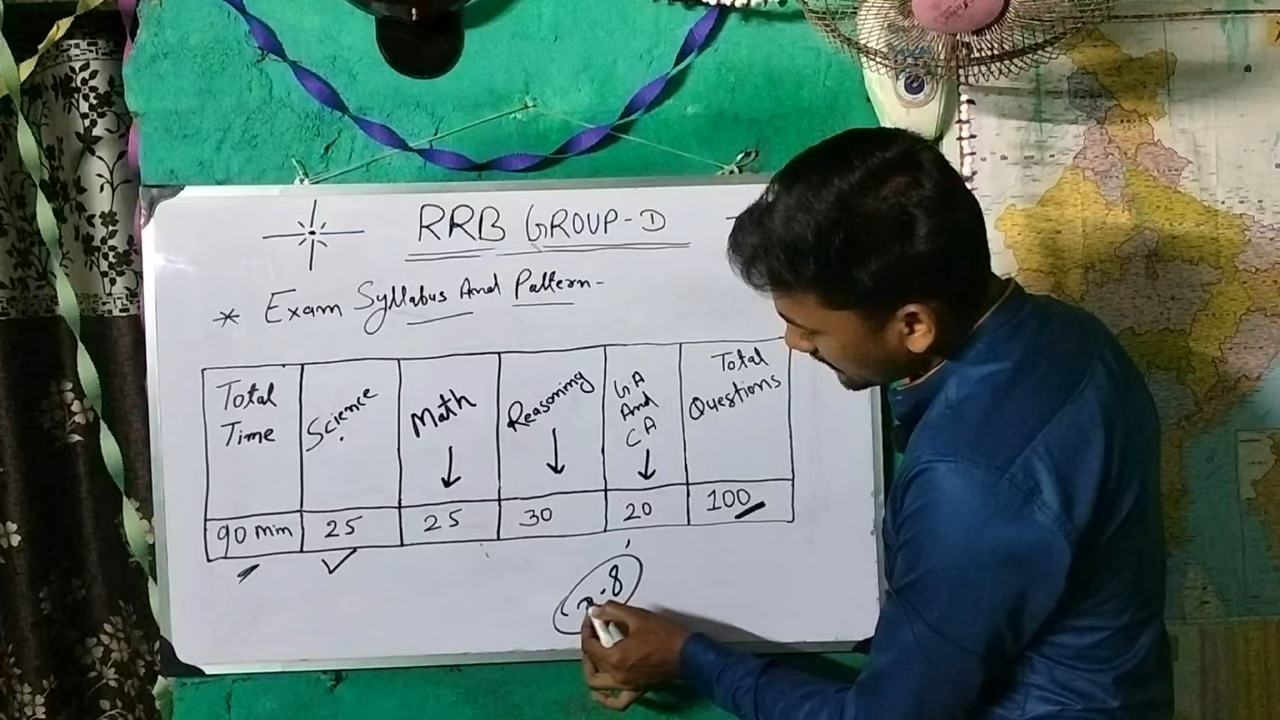 RRB GROUP-D
* Exam Syllabus And Pattern-
Total Time
Science
Math
Reasoning
GA And CA
Total Questions
90 min
25
25
30
20
100